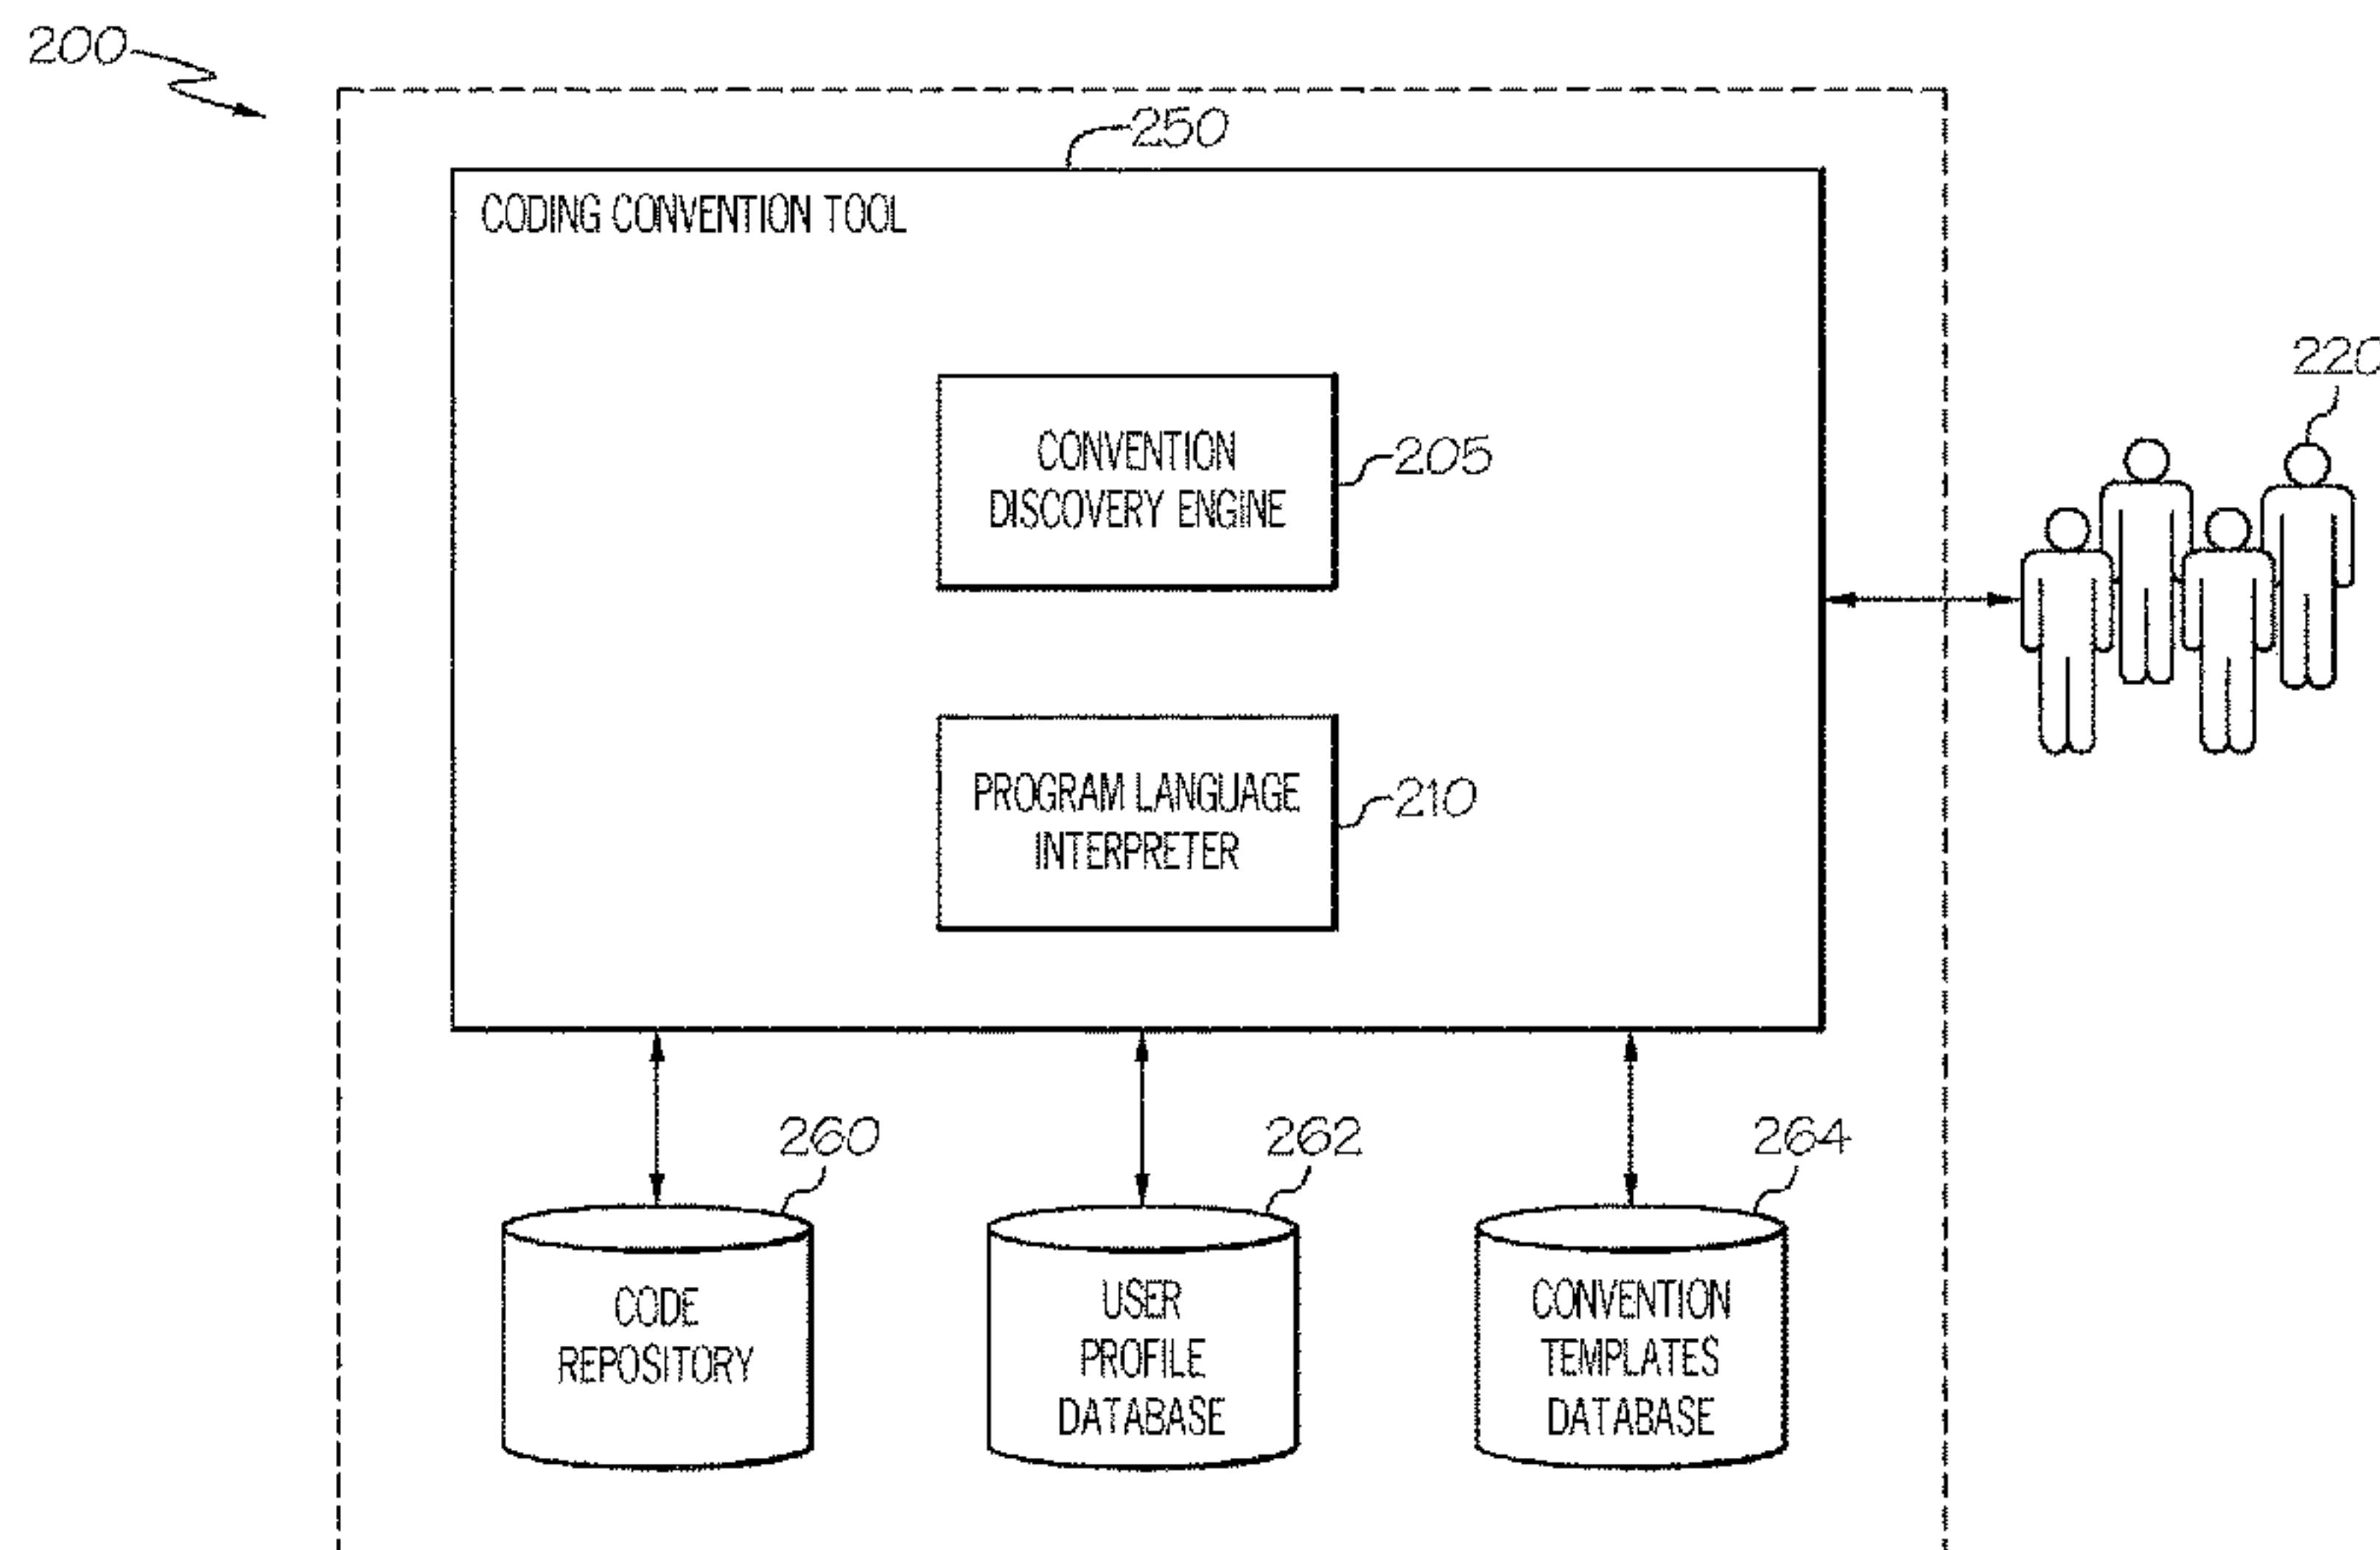 200
250
CODING CONVENTION TOOL
220
CONVENTION
DISCOVERY ENGINE
205
PROGRAM LANGUAGE
INTERPRETER
210
260
262
264
CODE
REPOSITORY
USER
PROFILE
DATABASE
CONVENTION
TEMPLATES
DATABASE